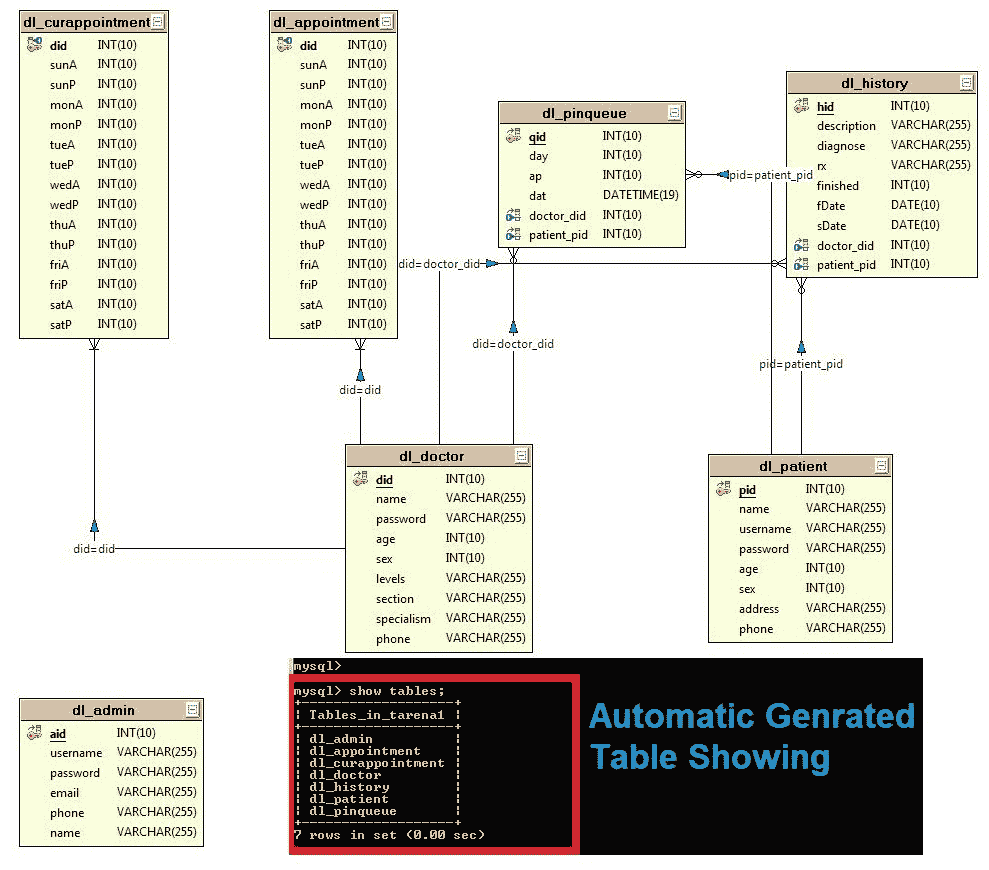 dl_curappointment
did INT(10)
sunA INT(10)
sunP INT(10)
monA INT(10)
monP INT(10)
tueA INT(10)
tueP INT(10)
wedA INT(10)
wedP INT(10)
thuA INT(10)
thuP INT(10)
friA INT(10)
friP INT(10)
satA INT(10)
satP INT(10)
dl_appointment
did INT(10)
sunA INT(10)
sunP INT(10)
monA INT(10)
monP INT(10)
tueA INT(10)
tueP INT(10)
wedA INT(10)
wedP INT(10)
thuA INT(10)
thuP INT(10)
friA INT(10)
friP INT(10)
satA INT(10)
satP INT(10)
dl_pinqueue
qid INT(10)
day INT(10)
ap INT(10)
dat DATETIME(19)
doctor_did INT(10)
patient_pid INT(10)
dl_history
hid INT(10)
description VARCHAR(255)
diagnose VARCHAR(255)
rx VARCHAR(255)
finished INT(10)
fDate DATE(10)
sDate DATE(10)
doctor_did INT(10)
patient_pid INT(10)
pid=patient_pid
did=doctor_did
did=doctor_did
pid=patient_pid
did=did
did=did
dl_doctor
did INT(10)
name VARCHAR(255)
password VARCHAR(255)
age INT(10)
sex INT(10)
levels VARCHAR(255)
section VARCHAR(255)
specialism VARCHAR(255)
phone VARCHAR(255)
dl_patient
pid INT(10)
name VARCHAR(255)
username VARCHAR(255)
password VARCHAR(255)
age INT(10)
sex INT(10)
address VARCHAR(255)
phone VARCHAR(255)
dl_admin
aid INT(10)
username VARCHAR(255)
password VARCHAR(255)
email VARCHAR(255)
phone VARCHAR(255)
name VARCHAR(255)
mysql>
mysql> show tables;
+-------------------+
| Tables_in_tarena1 |
+-------------------+
| dl_admin |
| dl_appointment |
| dl_curappointment |
| dl_doctor |
| dl_history |
| dl_patient |
| dl_pinqueue |
+-------------------+
7 rows in set (0.00 sec)
Automatic Genrated
Table Showing